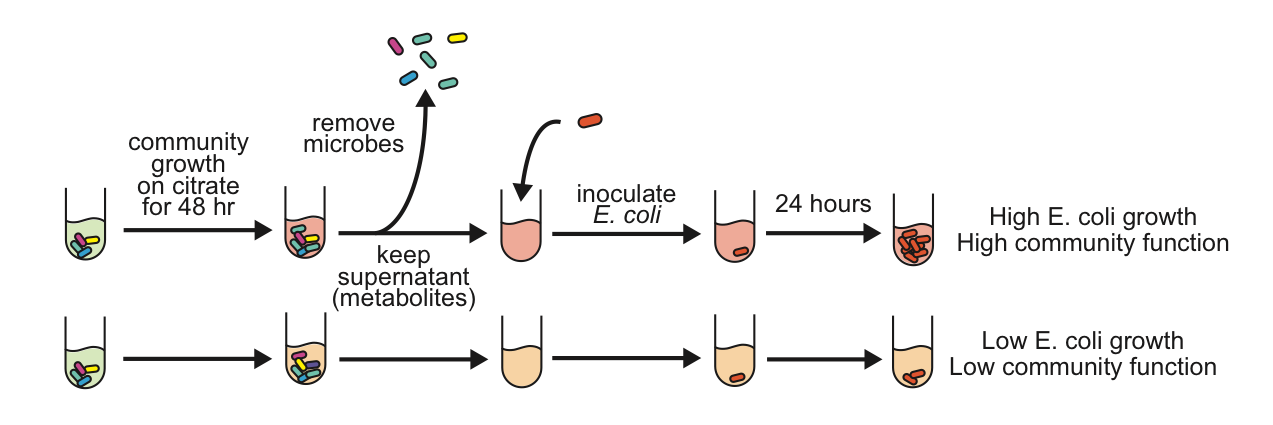 community
growth
on citrate
for 48 hr
remove
microbes
keep
supernatant
(metabolites)
inoculate
E. coli
24 hours
High E. coli growth
High community function
Low E. coli growth
Low community function